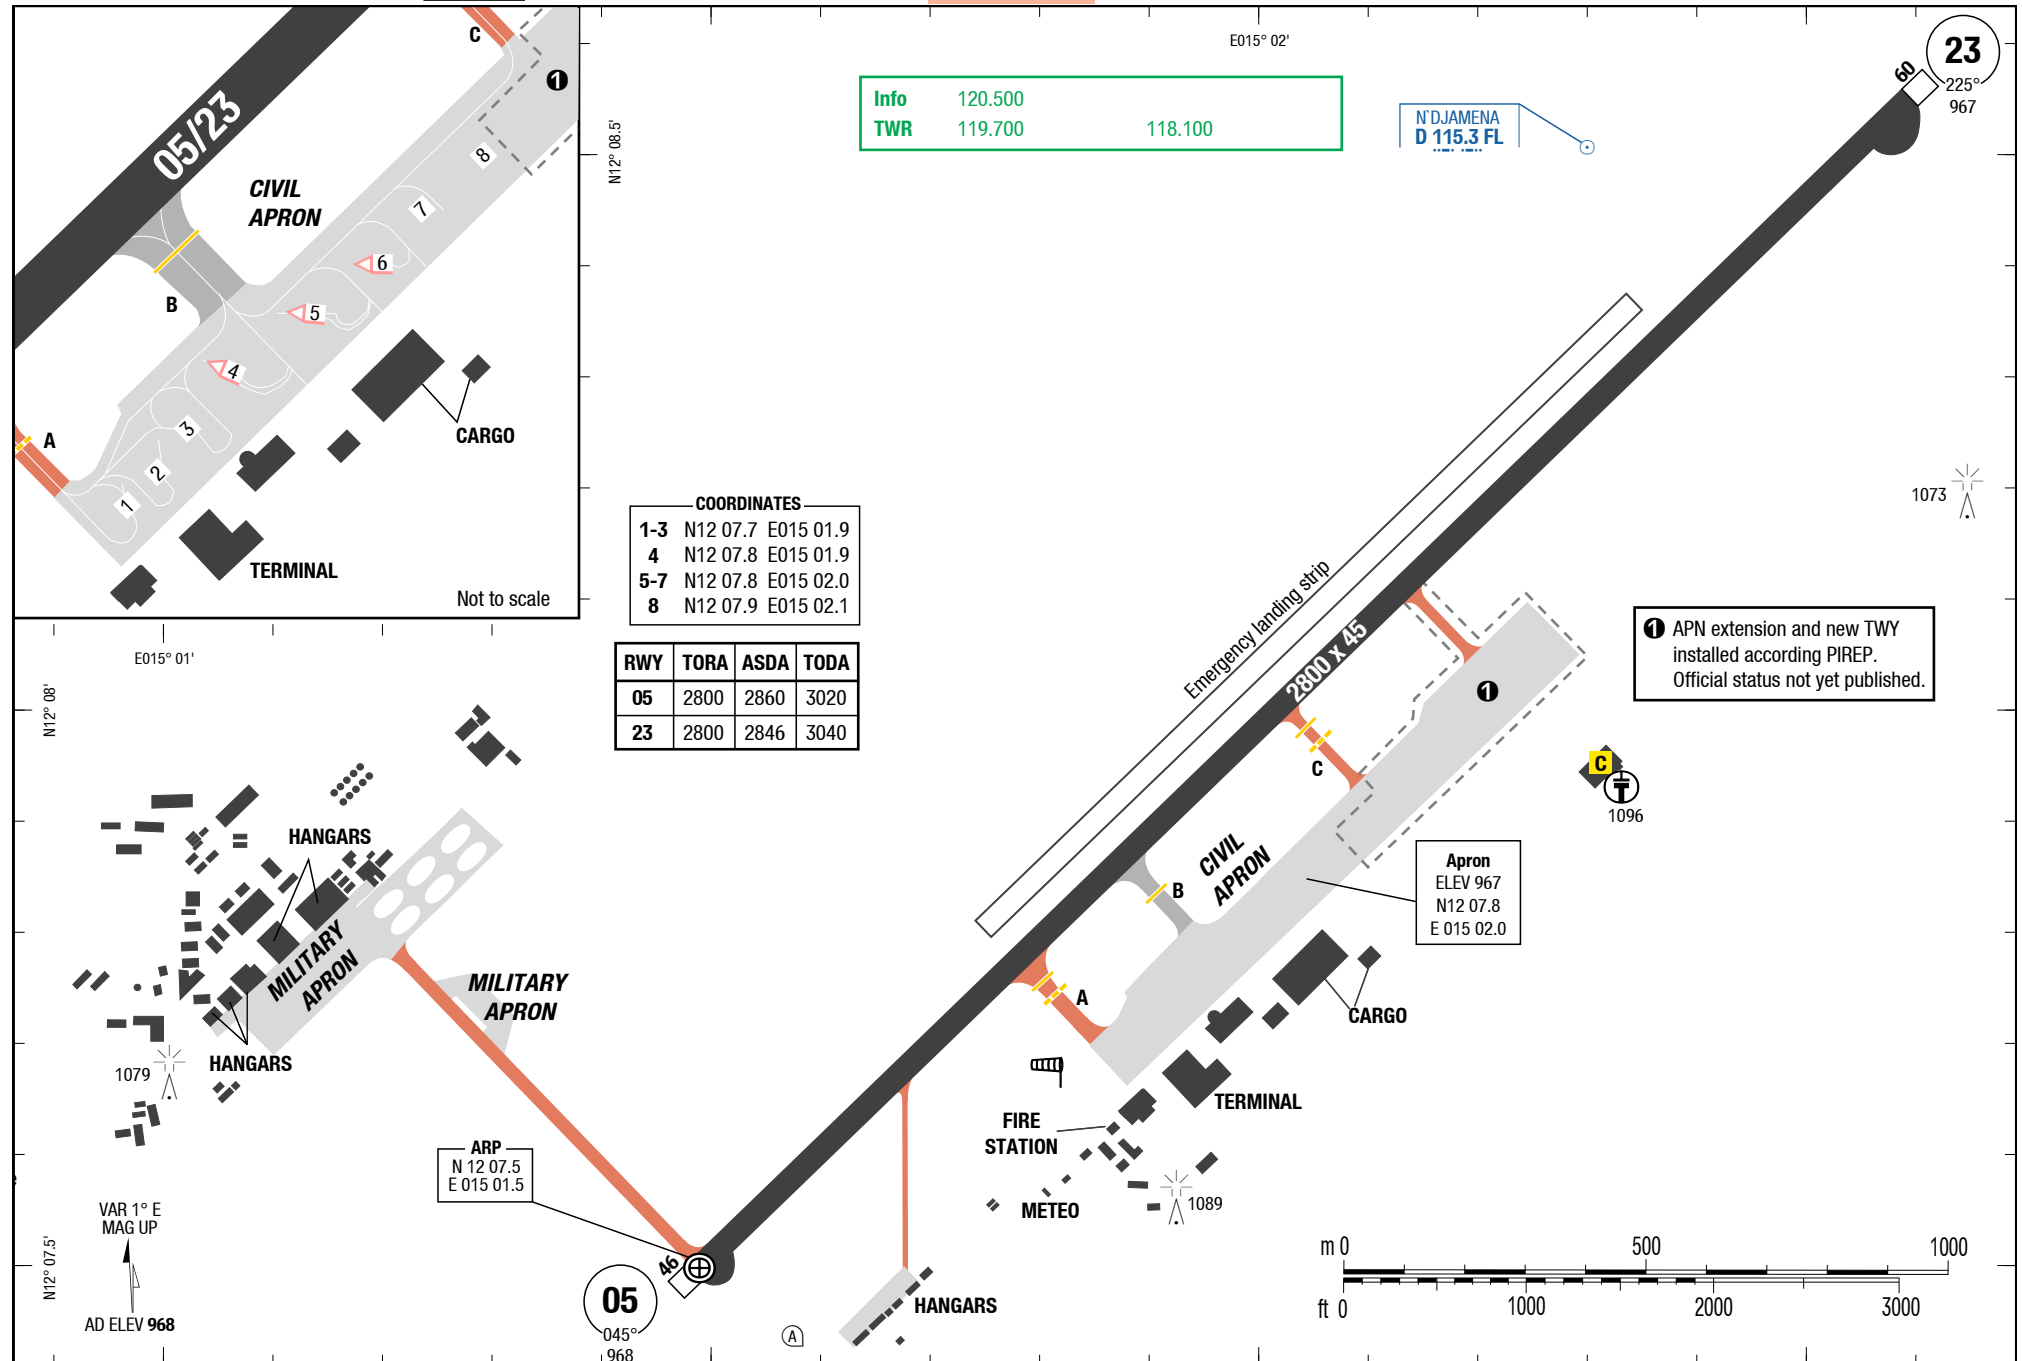 C
1
05/23
CIVIL
APRON
8
7
6
5
4
3
2
1
B
A
CARGO
TERMINAL
Not to scale
E015° 02'
N12° 08.5'
Info 120.500
TWR 119.700 118.100
N'DJAMENA
D 115.3 FL
60
23
225°
967
1073
COORDINATES
1-3 N12 07.7 E015 01.9
4 N12 07.8 E015 01.9
5-7 N12 07.8 E015 02.0
8 N12 07.9 E015 02.1
RWY TORA ASDA TODA
05 2800 2860 3020
23 2800 2846 3040
E015° 01'
N12° 08'
Emergency landing strip
2800 x 45
1
1 APN extension and new TWY
installed according PIREP.
Official status not yet published.
C
1096
C
CIVIL
APRON
B
A
Apron
ELEV 967
N12 07.8
E 015 02.0
CARGO
TERMINAL
FIRE
STATION
METEO
1089
HANGARS
MILITARY
APRON
MILITARY
APRON
HANGARS
1079
ARP
N 12 07.5
E 015 01.5
VAR 1° E
MAG UP
N12° 07.5'
AD ELEV 968
46
05
045°
968
A
HANGARS
m 0 500 1000
ft 0 1000 2000 3000